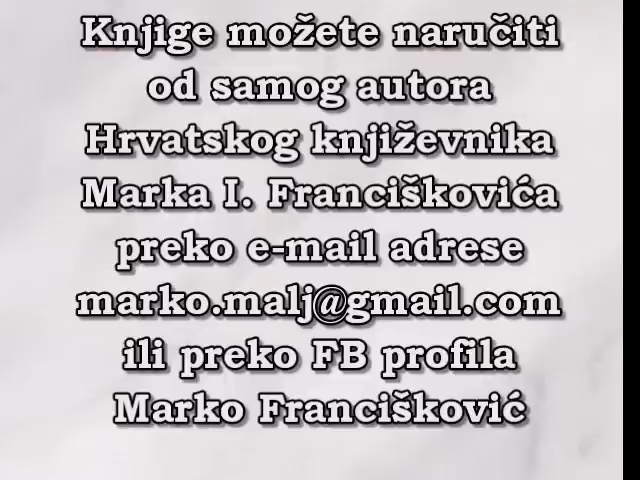 Knjige možete naručiti
od samog autora
Hrvatskog književnika
Marka I. Franciškovića
preko e-mail adrese
marko.malj@gmail.com
ili preko FB profila
Marko Francišković